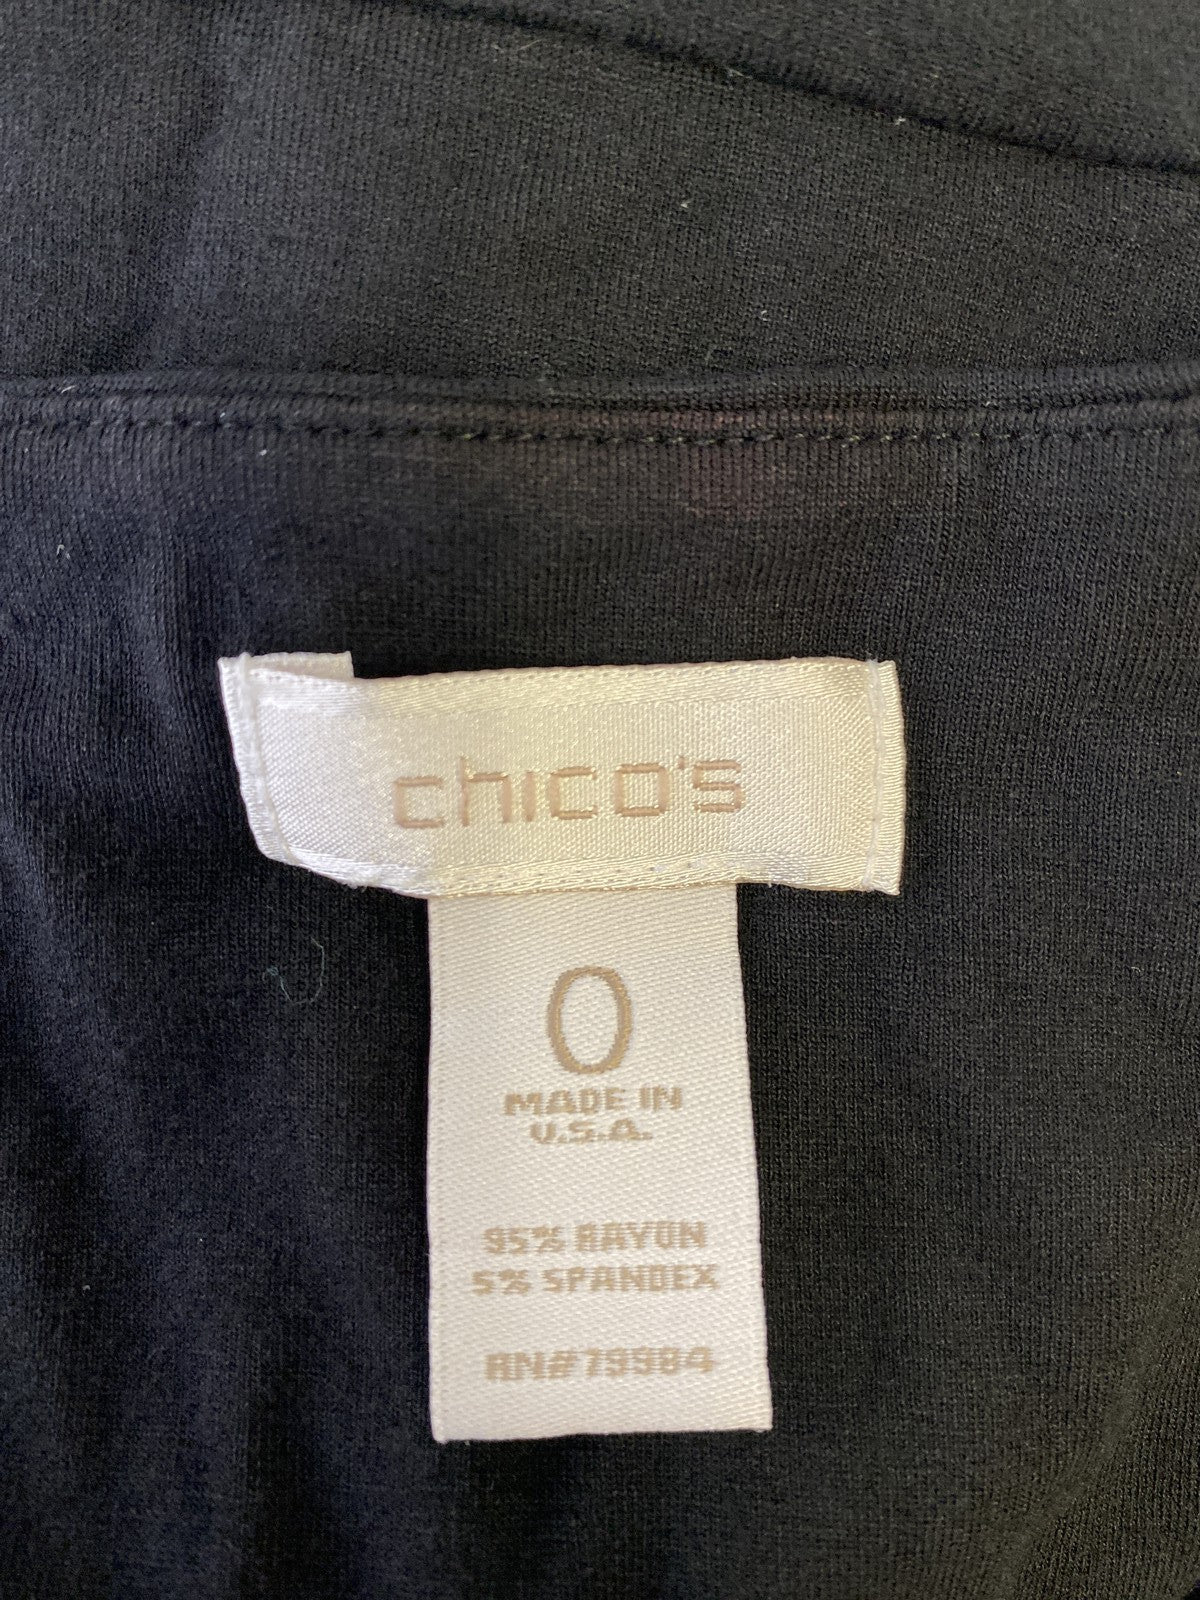 chico's
0
MADE IN
U.S.A.
95% RAYON
5% SPANDEX
RN#79984